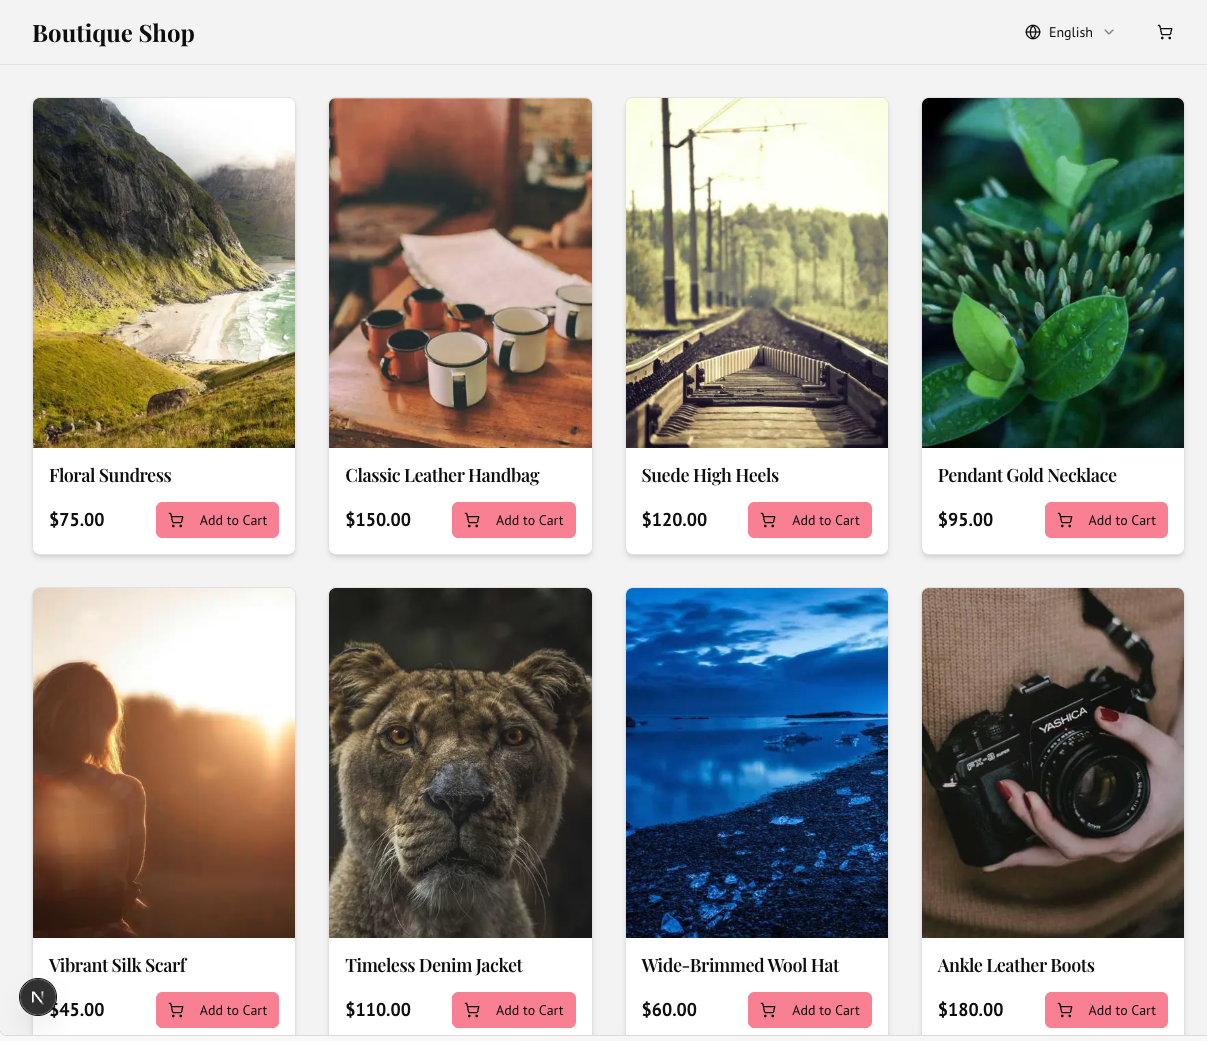 Boutique Shop
English
Floral Sundress
$75.00
Add to Cart
Classic Leather Handbag
$150.00
Add to Cart
Suede High Heels
$120.00
Add to Cart
Pendant Gold Necklace
$95.00
Add to Cart
YASHICA
FX-3 SUPER
Vibrant Silk Scarf
$45.00
Add to Cart
Timeless Denim Jacket
$110.00
Add to Cart
Wide-Brimmed Wool Hat
$60.00
Add to Cart
Ankle Leather Boots
$180.00
Add to Cart
N